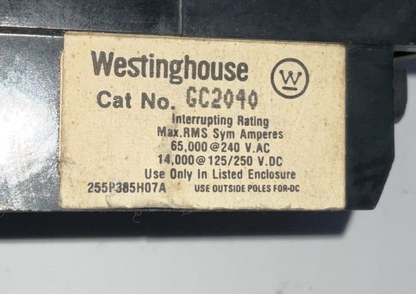 Westinghouse W
Cat No. GC2040
Interrupting Rating
Max.RMS Sym Amperes
65,000 @ 240 V.AC
14,000 @ 125/250 V.DC
Use Only In Listed Enclosure
255P385H07A USE OUTSIDE POLES FOR-DC